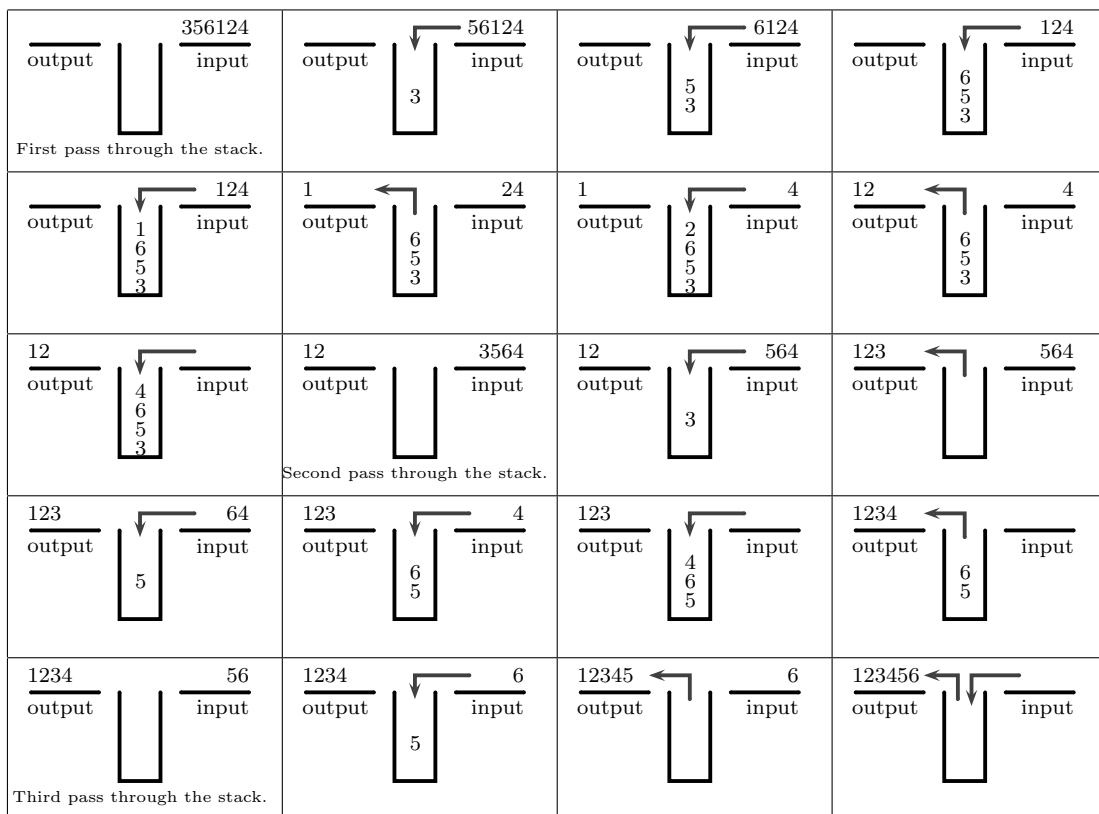 356124
output input
First pass through the stack.
56124
output input
3
6124
output input
5
3
124
output input
6
5
3
124
output input
1
6
5
3
1 24
output input
6
5
3
1 4
output input
2
6
5
3
12 4
output input
6
5
3
12
output input
4
6
5
3
12 3564
output input
Second pass through the stack.
12 564
output input
3
123 564
output input
123 64
output input
5
123 4
output input
6
5
123
output input
4
6
5
1234
output input
6
5
1234 56
output input
Third pass through the stack.
1234 6
output input
5
12345 6
output input
123456
output input